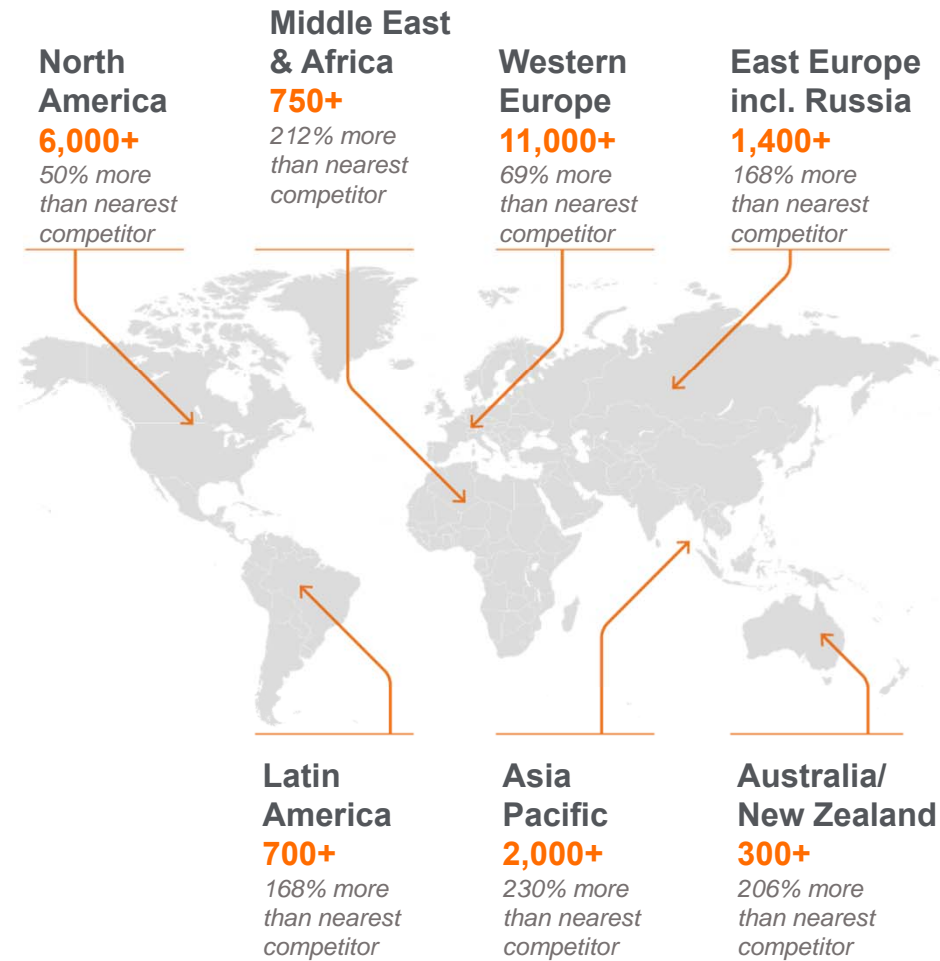 North
America
6,000+
50% more
than nearest
competitor
Middle East
& Africa
750+
212% more
than nearest
competitor
Western
Europe
11,000+
69% more
than nearest
competitor
East Europe
incl. Russia
1,400+
168% more
than nearest
competitor
Latin
America
700+
168% more
than nearest
competitor
Asia
Pacific
2,000+
230% more
than nearest
competitor
Australia/
New Zealand
300+
206% more
than nearest
competitor